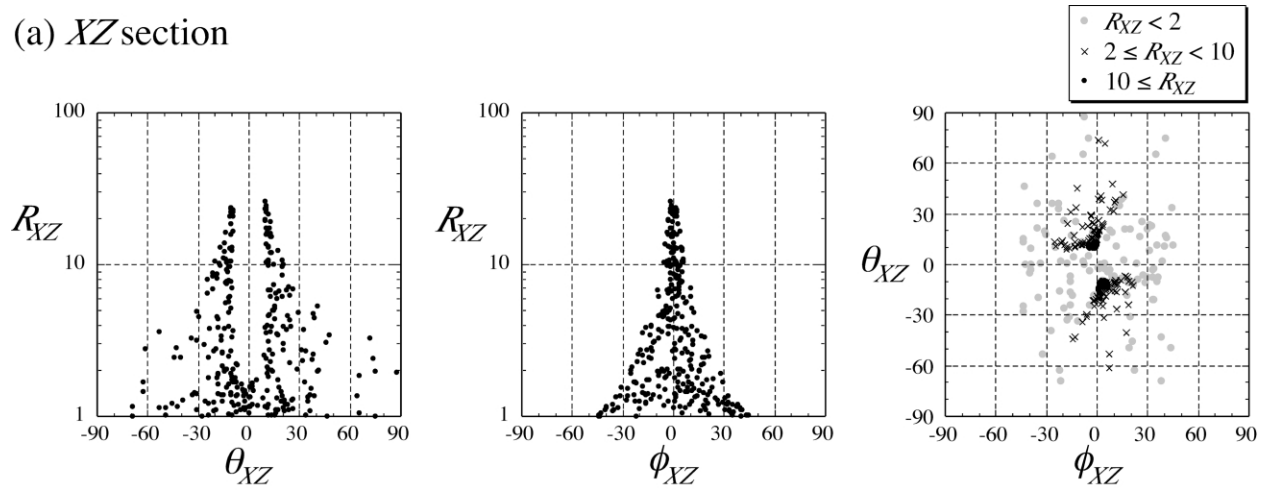 (a) XZ section
R_XZ < 2
× 2 ≤ R_XZ < 10
• 10 ≤ R_XZ
100
10
1
R_XZ
-90 -60 -30 0 30 60 90
θ_XZ
100
10
1
R_XZ
-90 -60 -30 0 30 60 90
ϕ_XZ
90
60
30
0
-30
-60
-90
θ_XZ
-90 -60 -30 0 30 60 90
ϕ_XZ